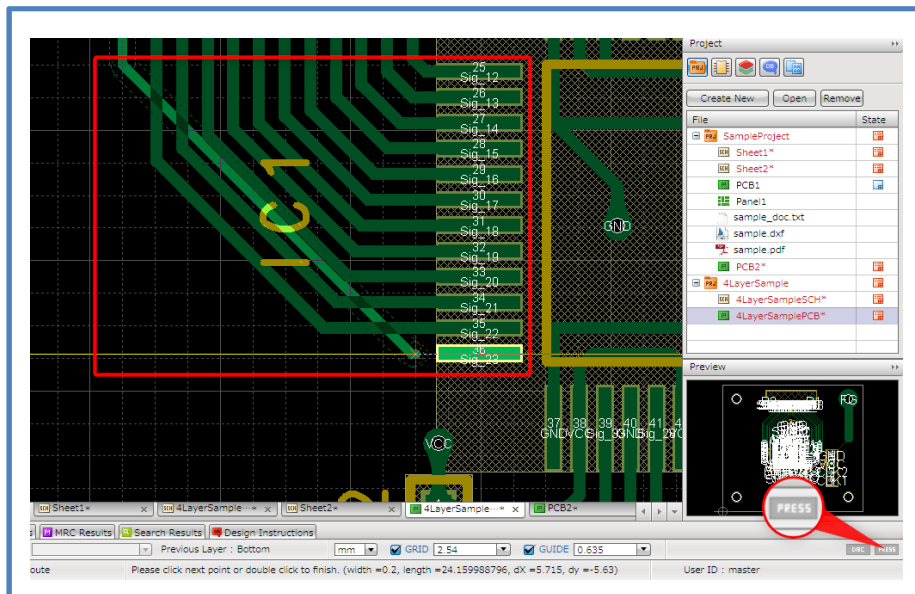 Project
Create New Open Remove
File State
SampleProject
Sheet1*
Sheet2*
PCB1
Panel1
sample_doc.txt
sample.dxf
sample.pdf
PCB2*
4LayerSample
4LayerSampleSCH*
4LayerSamplePCB*
Preview
25
Sig_12
26
Sig_13
27
Sig_14
28
Sig_15
29
Sig_16
30
Sig_17
31
Sig_18
32
Sig_19
33
Sig_20
34
Sig_21
35
Sig_22
36
Sig_23
IC1
GND
VCC
37 38 39 40 41
GND VCC
PRESS
Sheet1* 4LayerSample...* Sheet2* 4LayerSample...* PCB2*
MRC Results Search Results Design Instructions
Previous Layer : Bottom mm GRID 2.54 GUIDE 0.635 DRC PRESS
oute Please click next point or double click to finish. (width =0.2, length =24.159988796, dX =5.715, dy =-5.63) User ID : master